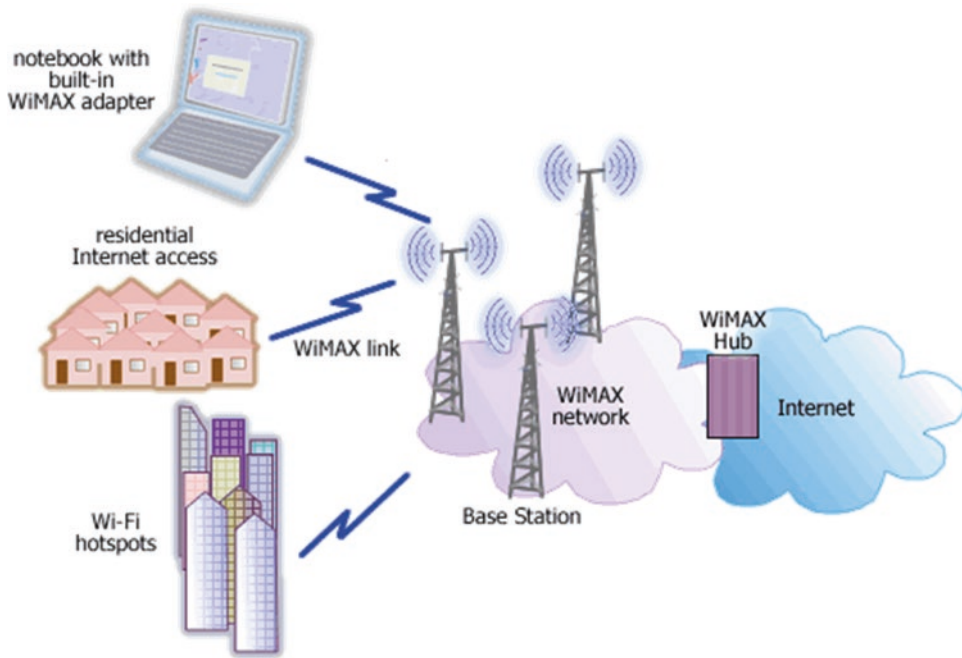 notebook with
built-in
WiMAX adapter
residential
Internet access
WiMAX link
WiMAX
Hub
WiMAX
network
Internet
Base Station
Wi-Fi
hotspots